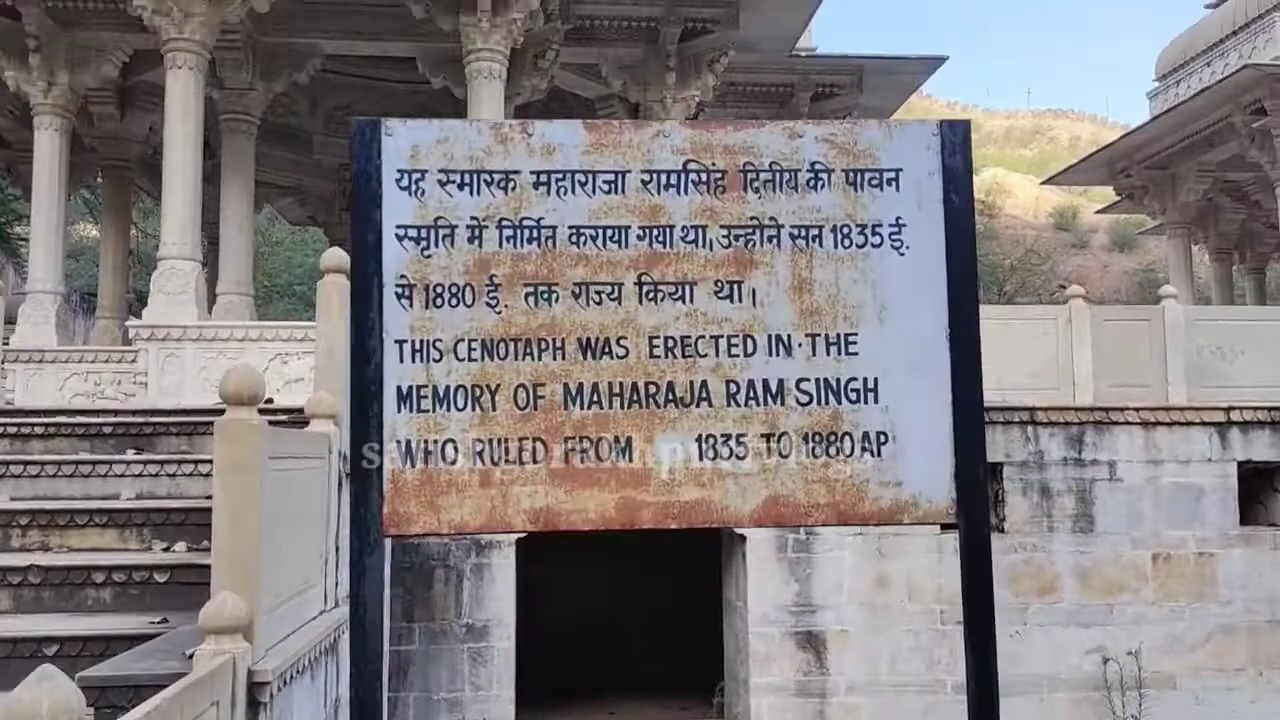 यह स्मारक महाराजा रामसिंह द्वितीय की पावन
स्मृति में निर्मित कराया गया था, उन्होने सन 1835 ई.
से 1880 ई. तक राज्य किया था।
THIS CENOTAPH WAS ERECTED IN THE
MEMORY OF MAHARAJA RAM SINGH
WHO RULED FROM 1835 TO 1880 AP